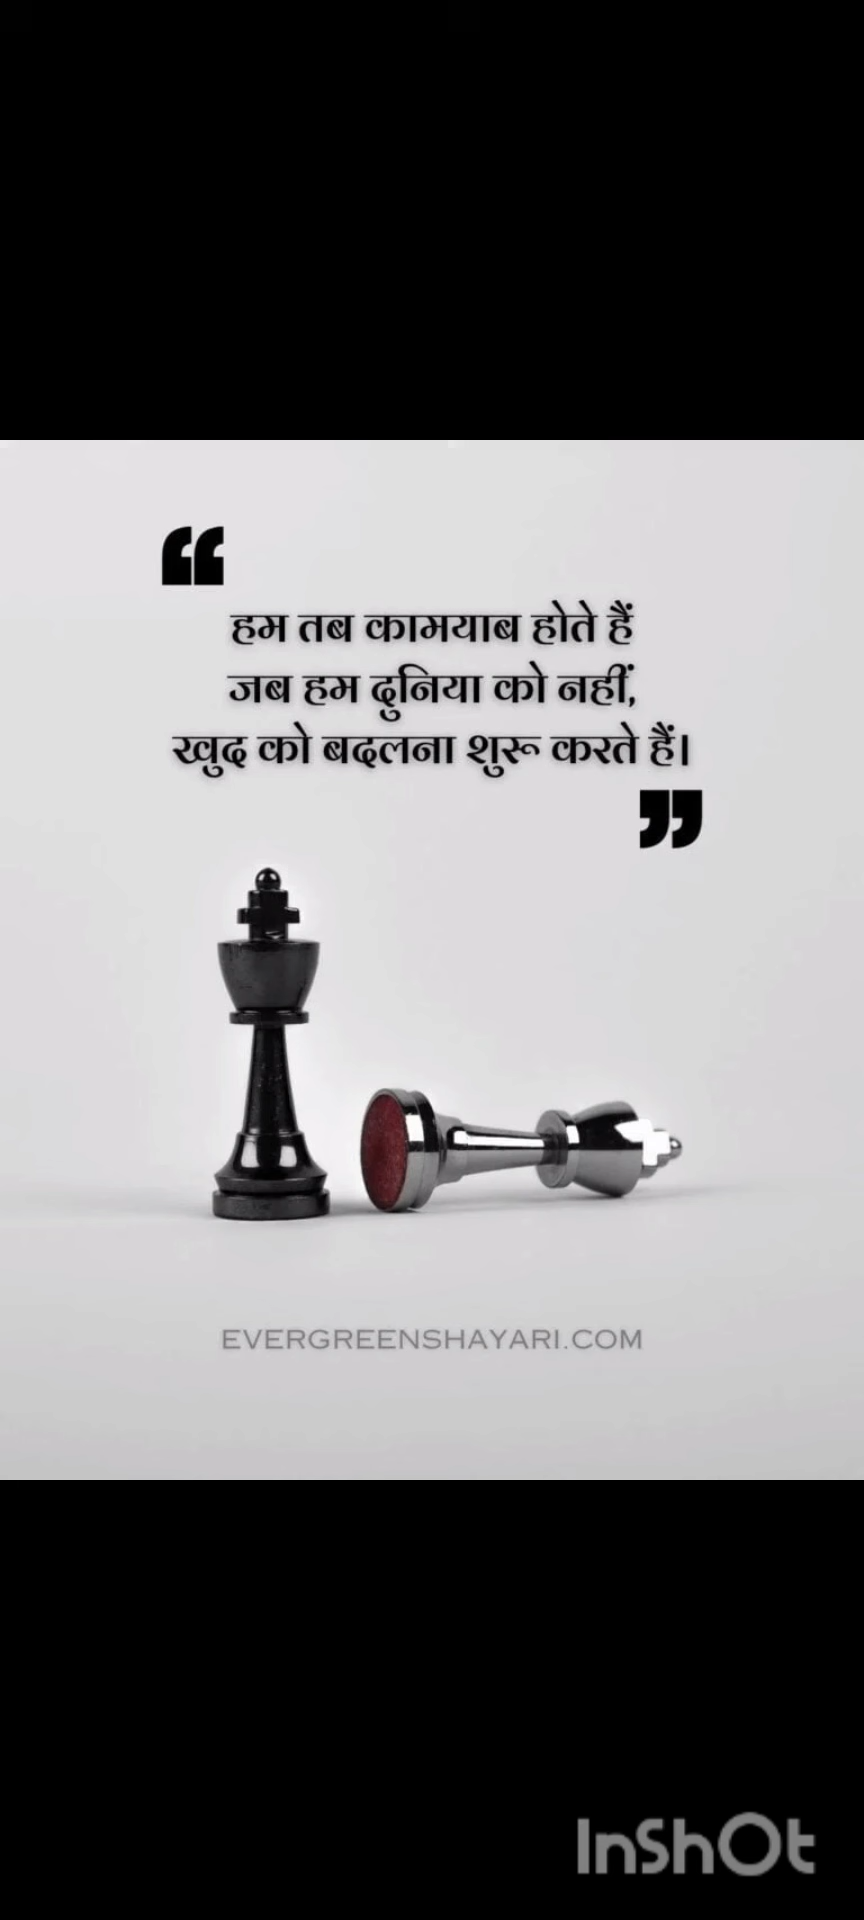 हम तब कामयाब होते हैं
जब हम दुनिया को नहीं,
खुद को बदलना शुरू करते हैं।
EVERGREENSHAYARI.COM
InShOt